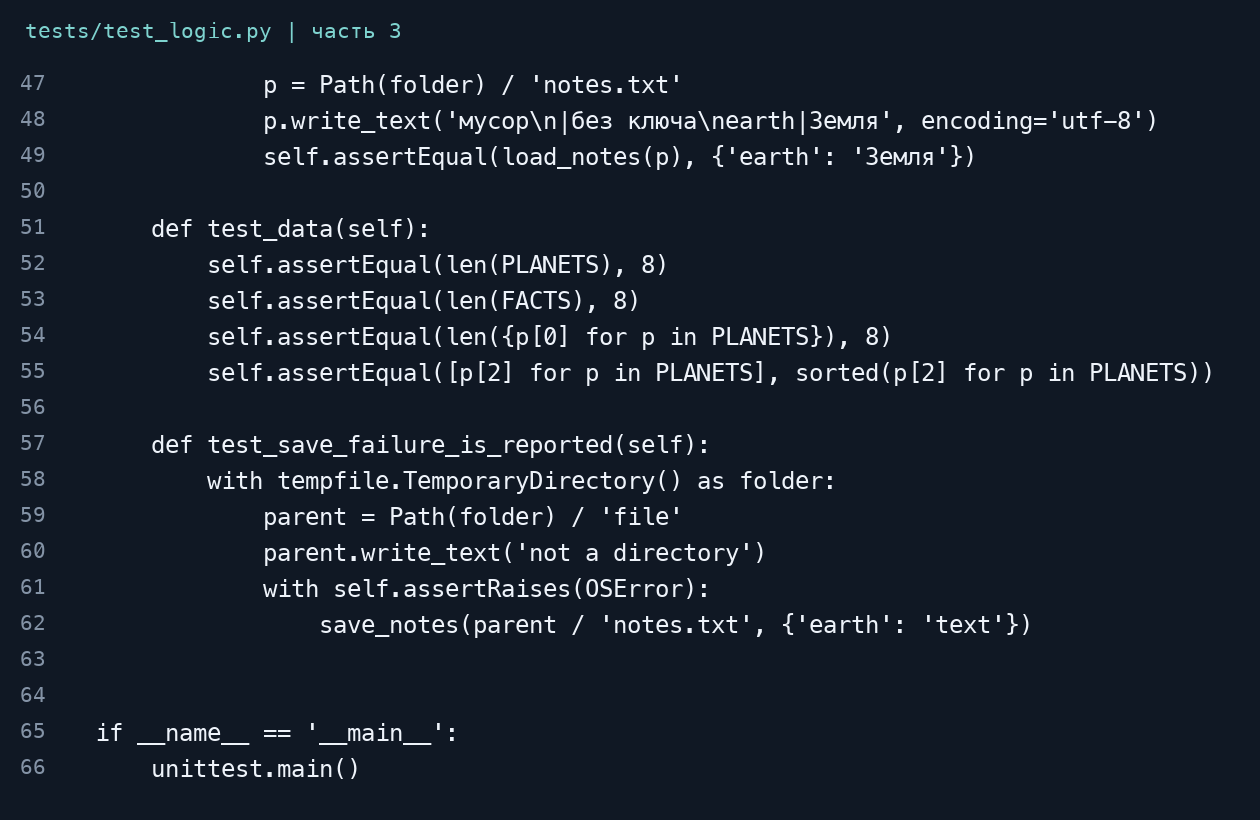 tests/test_logic.py | часть 3
47                p = Path(folder) / 'notes.txt'
48                p.write_text('мусор\n|без ключа\nearth|Земля', encoding='utf-8')
49                self.assertEqual(load_notes(p), {'earth': 'Земля'})
50
51        def test_data(self):
52            self.assertEqual(len(PLANETS), 8)
53            self.assertEqual(len(FACTS), 8)
54            self.assertEqual(len({p[0] for p in PLANETS}), 8)
55            self.assertEqual([p[2] for p in PLANETS], sorted(p[2] for p in PLANETS))
56
57        def test_save_failure_is_reported(self):
58            with tempfile.TemporaryDirectory() as folder:
59                parent = Path(folder) / 'file'
60                parent.write_text('not a directory')
61                with self.assertRaises(OSError):
62                    save_notes(parent / 'notes.txt', {'earth': 'text'})
63
64
65    if __name__ == '__main__':
66        unittest.main()